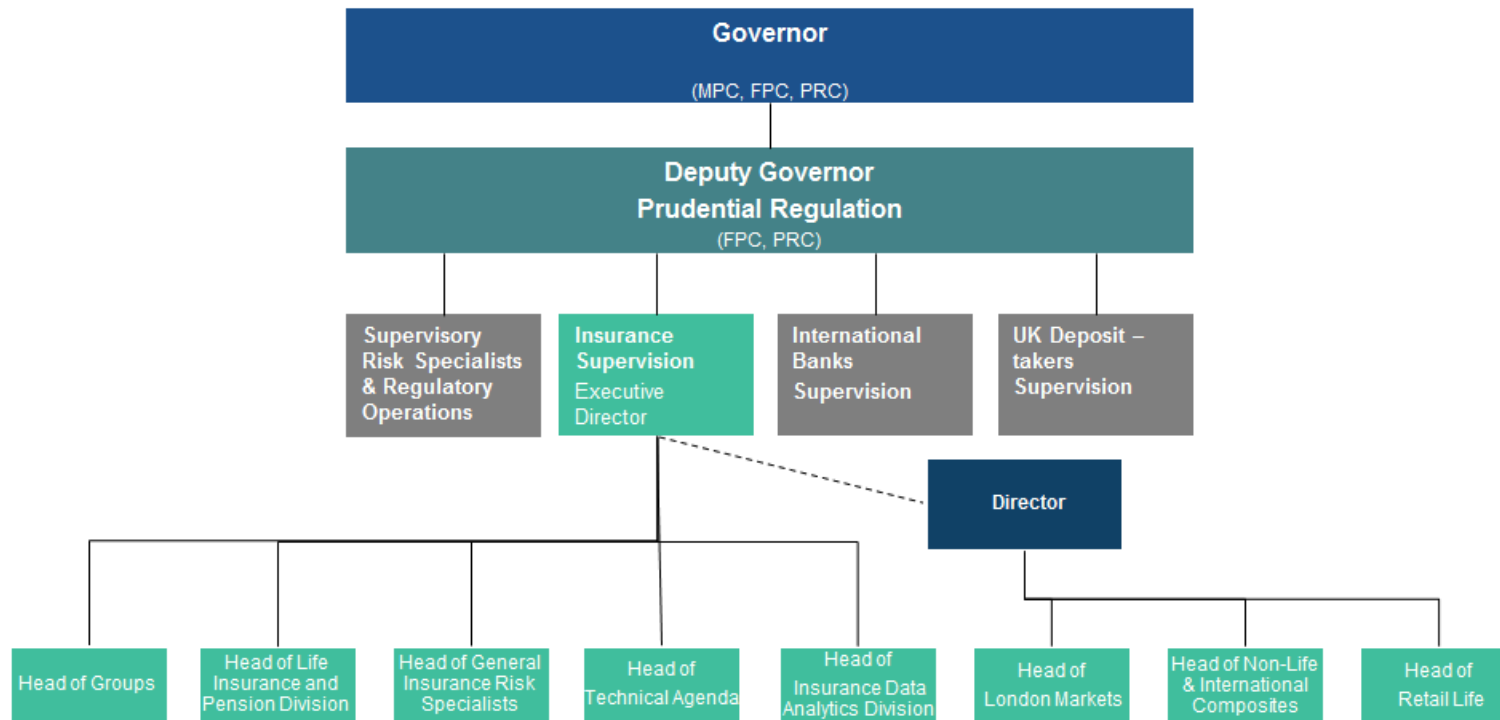 Governor
(MPC, FPC, PRC)
Deputy Governor
Prudential Regulation
(FPC, PRC)
Supervisory
Risk Specialists
& Regulatory
Operations
Insurance
Supervision
Executive
Director
International
Banks
Supervision
UK Deposit –
takers
Supervision
Director
Head of Groups
Head of Life
Insurance and
Pension Division
Head of General
Insurance Risk
Specialists
Head of
Technical Agenda
Head of
Insurance Data
Analytics Division
Head of
London Markets
Head of Non-Life
& International
Composites
Head of
Retail Life